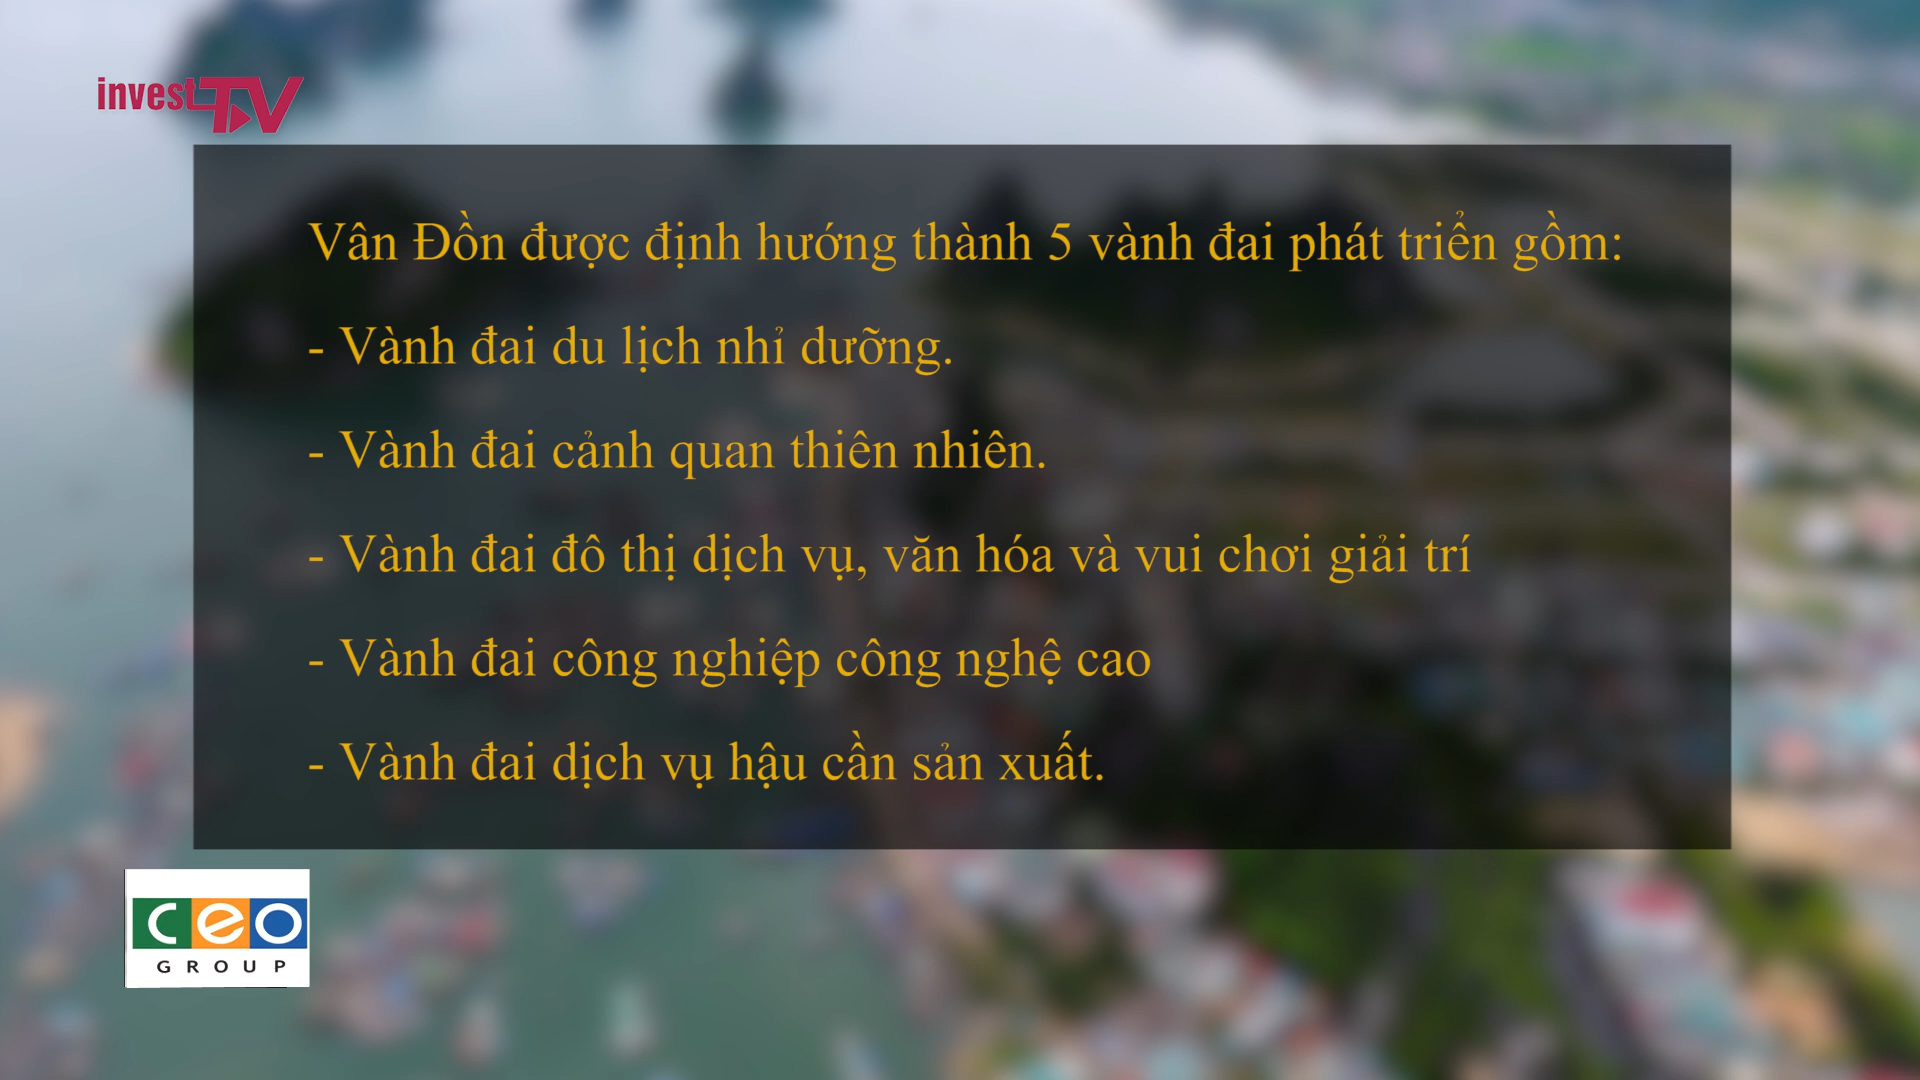 invest TV
Vân Đồn được định hướng thành 5 vành đai phát triển gồm:
- Vành đai du lịch nhỉ dưỡng.
- Vành đai cảnh quan thiên nhiên.
- Vành đai đô thị dịch vụ, văn hóa và vui chơi giải trí
- Vành đai công nghiệp công nghệ cao
- Vành đai dịch vụ hậu cần sản xuất.
ceo
GROUP